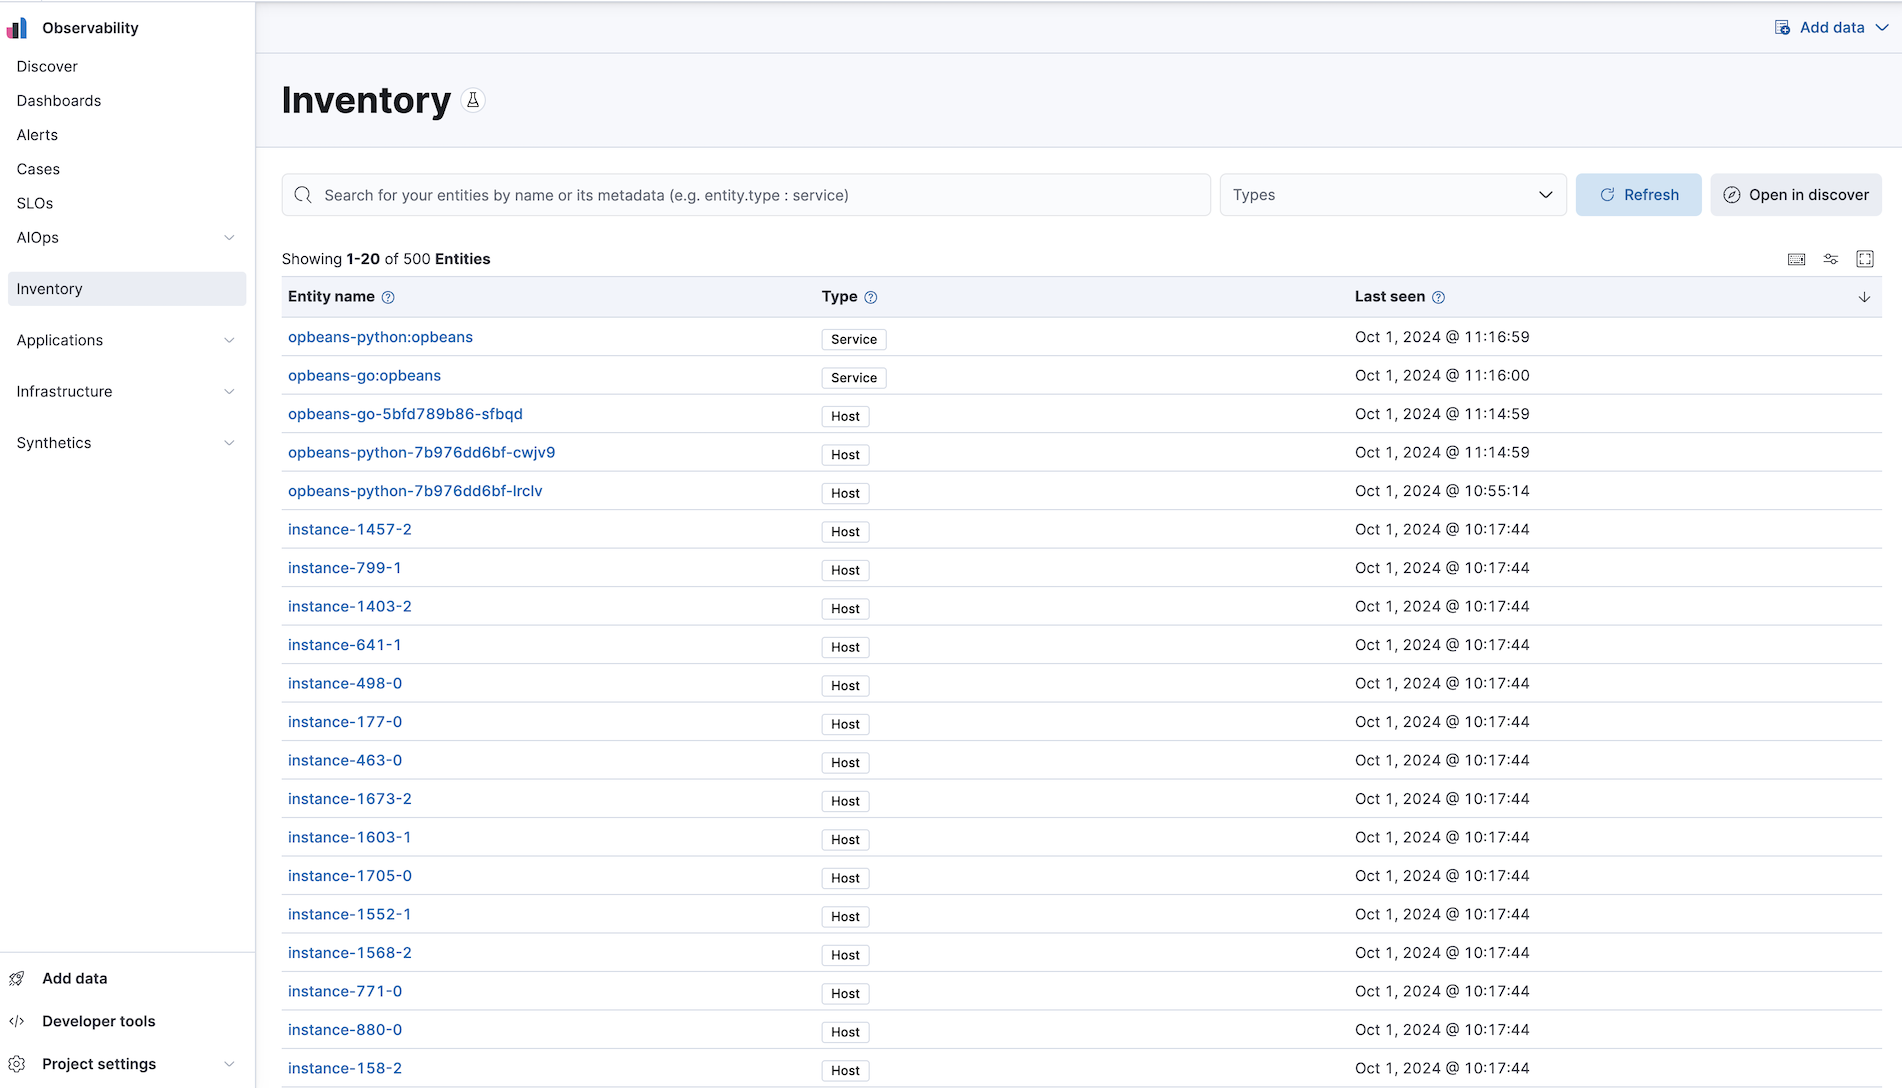 Observability
Add data
Discover
Dashboards
Alerts
Cases
SLOs
AIOps
Inventory
Applications
Infrastructure
Synthetics
Add data
Developer tools
Project settings
Inventory
Search for your entities by name or its metadata (e.g. entity.type : service)
Types
Refresh
Open in discover
Showing 1-20 of 500 Entities
Entity name Type Last seen
opbeans-python:opbeans Service Oct 1, 2024 @ 11:16:59
opbeans-go:opbeans Service Oct 1, 2024 @ 11:16:00
opbeans-go-5bfd789b86-sfbqd Host Oct 1, 2024 @ 11:14:59
opbeans-python-7b976dd6bf-cwjv9 Host Oct 1, 2024 @ 11:14:59
opbeans-python-7b976dd6bf-lrclv Host Oct 1, 2024 @ 10:55:14
instance-1457-2 Host Oct 1, 2024 @ 10:17:44
instance-799-1 Host Oct 1, 2024 @ 10:17:44
instance-1403-2 Host Oct 1, 2024 @ 10:17:44
instance-641-1 Host Oct 1, 2024 @ 10:17:44
instance-498-0 Host Oct 1, 2024 @ 10:17:44
instance-177-0 Host Oct 1, 2024 @ 10:17:44
instance-463-0 Host Oct 1, 2024 @ 10:17:44
instance-1673-2 Host Oct 1, 2024 @ 10:17:44
instance-1603-1 Host Oct 1, 2024 @ 10:17:44
instance-1705-0 Host Oct 1, 2024 @ 10:17:44
instance-1552-1 Host Oct 1, 2024 @ 10:17:44
instance-1568-2 Host Oct 1, 2024 @ 10:17:44
instance-771-0 Host Oct 1, 2024 @ 10:17:44
instance-880-0 Host Oct 1, 2024 @ 10:17:44
instance-158-2 Host Oct 1, 2024 @ 10:17:44